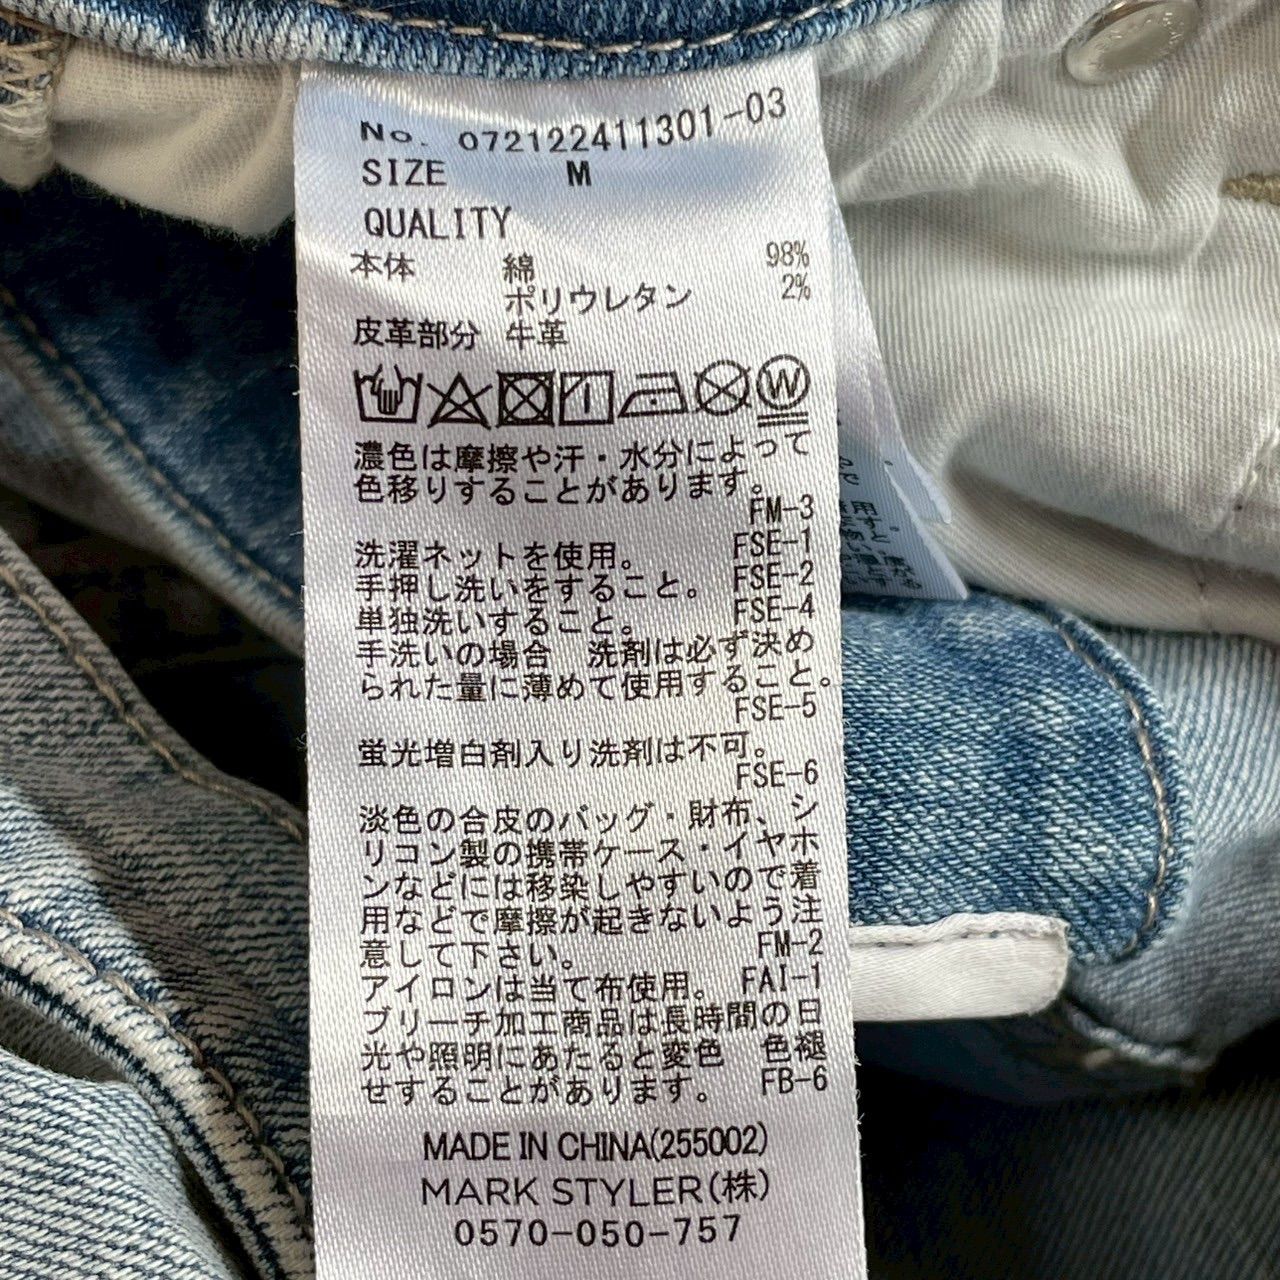 No. 072122411301-03
SIZE M
QUALITY
本体 綿 98%
ポリウレタン 2%
皮革部分 牛革
W
濃色は摩擦や汗・水分によって
色移りすることがあります。
FM-3
洗濯ネットを使用。 FSE-1
手押し洗いをすること。 FSE-2
単独洗いすること。 FSE-4
手洗いの場合 洗剤は必ず決め
られた量に薄めて使用すること。
FSE-5
蛍光増白剤入り洗剤は不可。
FSE-6
淡色の合皮のバッグ・財布、シ
リコン製の携帯ケース・イヤホ
ンなどには移染しやすいので着
用などで摩擦が起きないよう注
意して下さい。 FM-2
アイロンは当て布使用。 FAI-1
ブリーチ加工商品は長時間の日
光や照明にあたると変色 色褪
せすることがあります。 FB-6
MADE IN CHINA(255002)
MARK STYLER(株)
0570-050-757